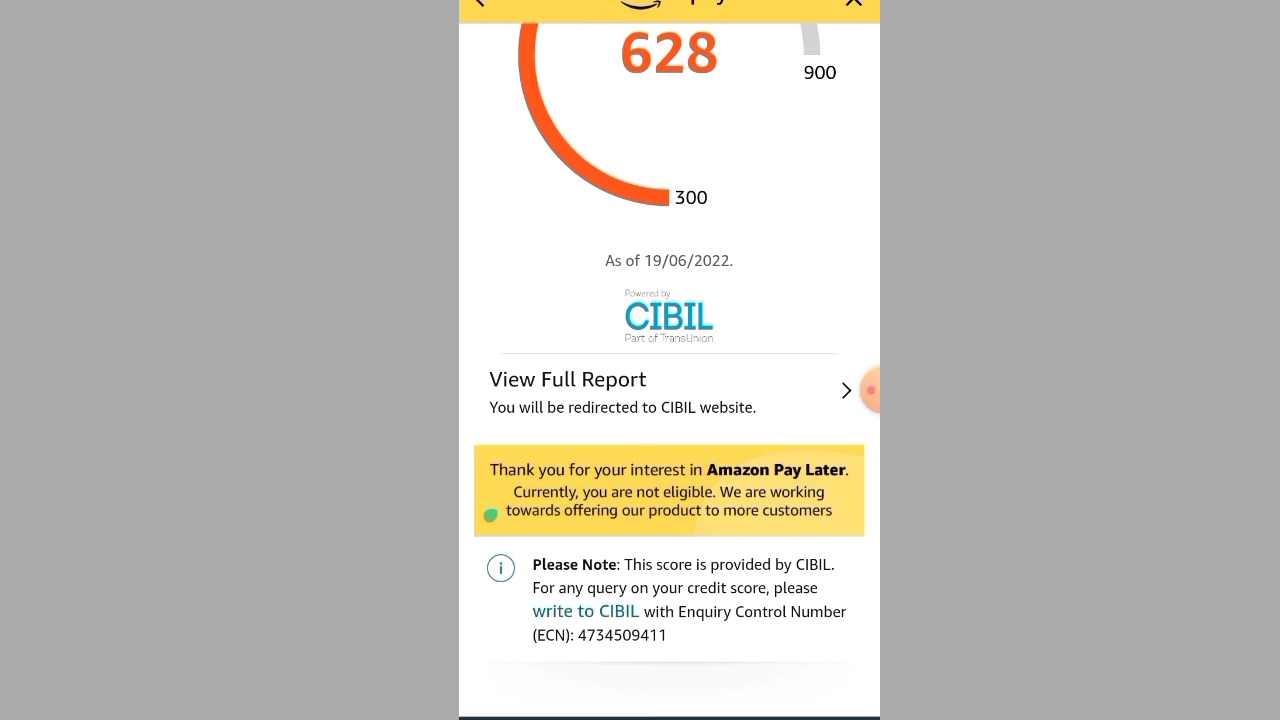 628
900
300
As of 19/06/2022.
Powered by
CIBIL
Part of TransUnion
View Full Report
You will be redirected to CIBIL website.
Thank you for your interest in Amazon Pay Later.
Currently, you are not eligible. We are working
towards offering our product to more customers
Please Note: This score is provided by CIBIL.
For any query on your credit score, please
write to CIBIL with Enquiry Control Number
(ECN): 4734509411